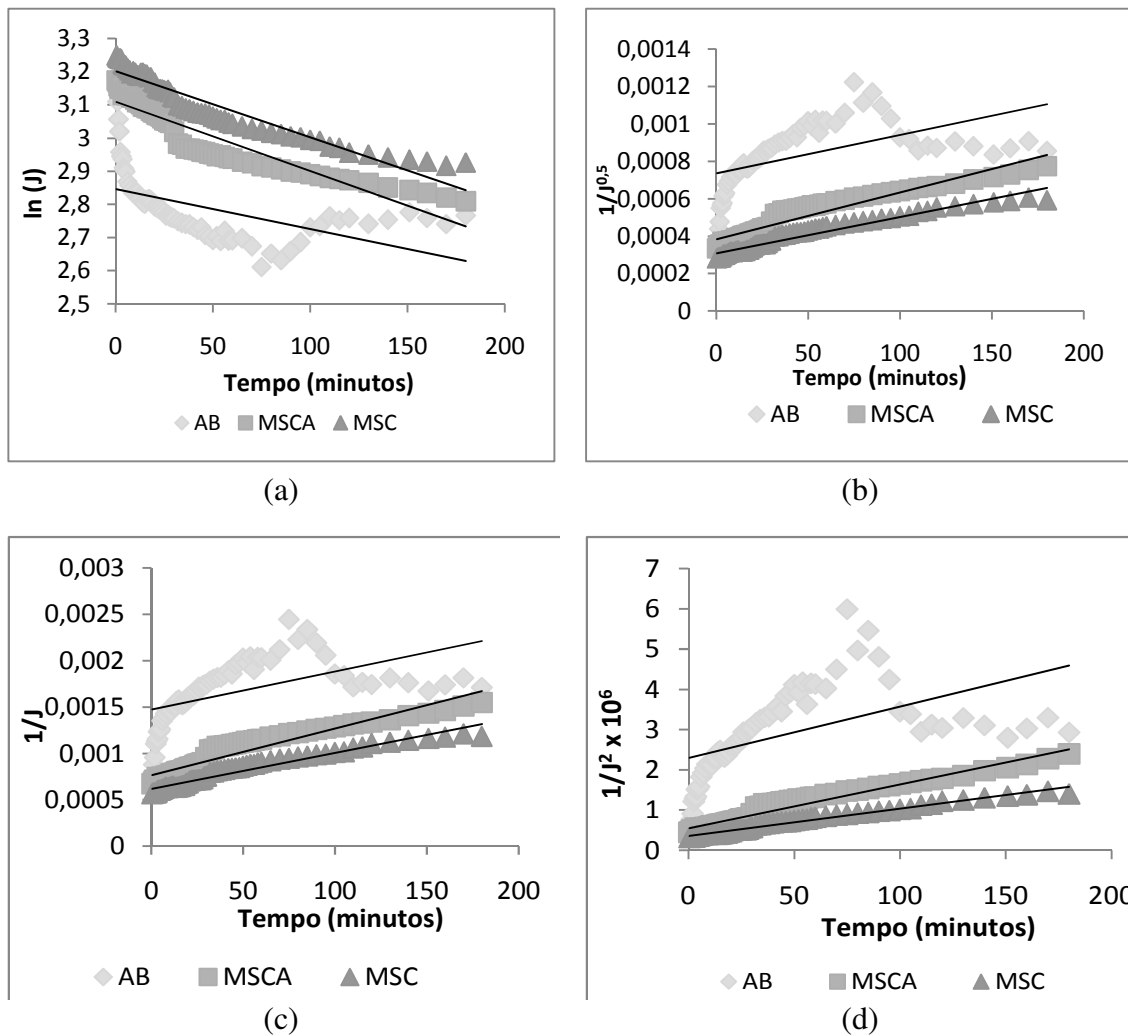 3,3
3,2
3,1
3
2,9
2,8
2,7
2,6
2,5
ln (J)
0 50 100 150 200
Tempo (minutos)
AB MSCA MSC
(a)
0,0014
0,0012
0,001
0,0008
0,0006
0,0004
0,0002
0
1/J^0,5
0 50 100 150 200
Tempo (minutos)
AB MSCA MSC
(b)
0,003
0,0025
0,002
0,0015
0,001
0,0005
0
1/J
0 50 100 150 200
Tempo (minutos)
AB MSCA MSC
(c)
7
6
5
4
3
2
1
0
1/J² x 10⁶
0 50 100 150 200
Tempo (minutos)
AB MSCA MSC
(d)